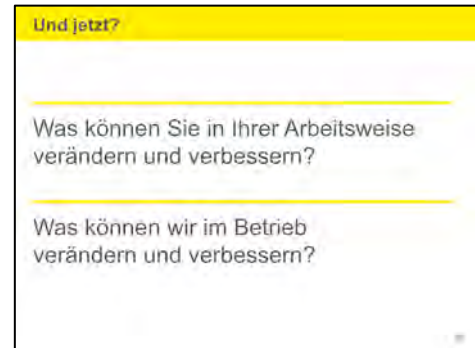 Und jetzt?
Was können Sie in Ihrer Arbeitsweise
verändern und verbessern?
Was können wir im Betrieb
verändern und verbessern?